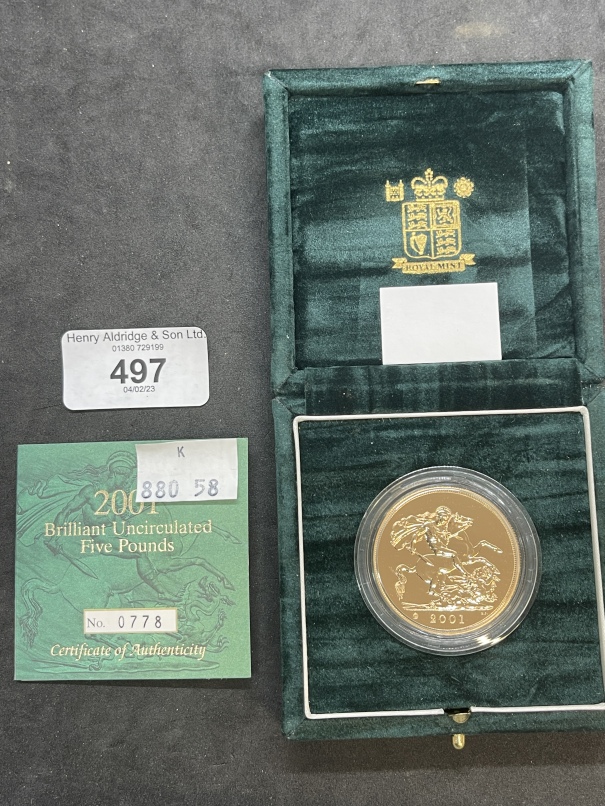 ROYAL MINT
Henry Aldridge & Son Ltd.
01380 729199
497
04/02/23
K
880 58
2001
Brilliant Uncirculated
Five Pounds
No. 0778
Certificate of Authenticity
2001